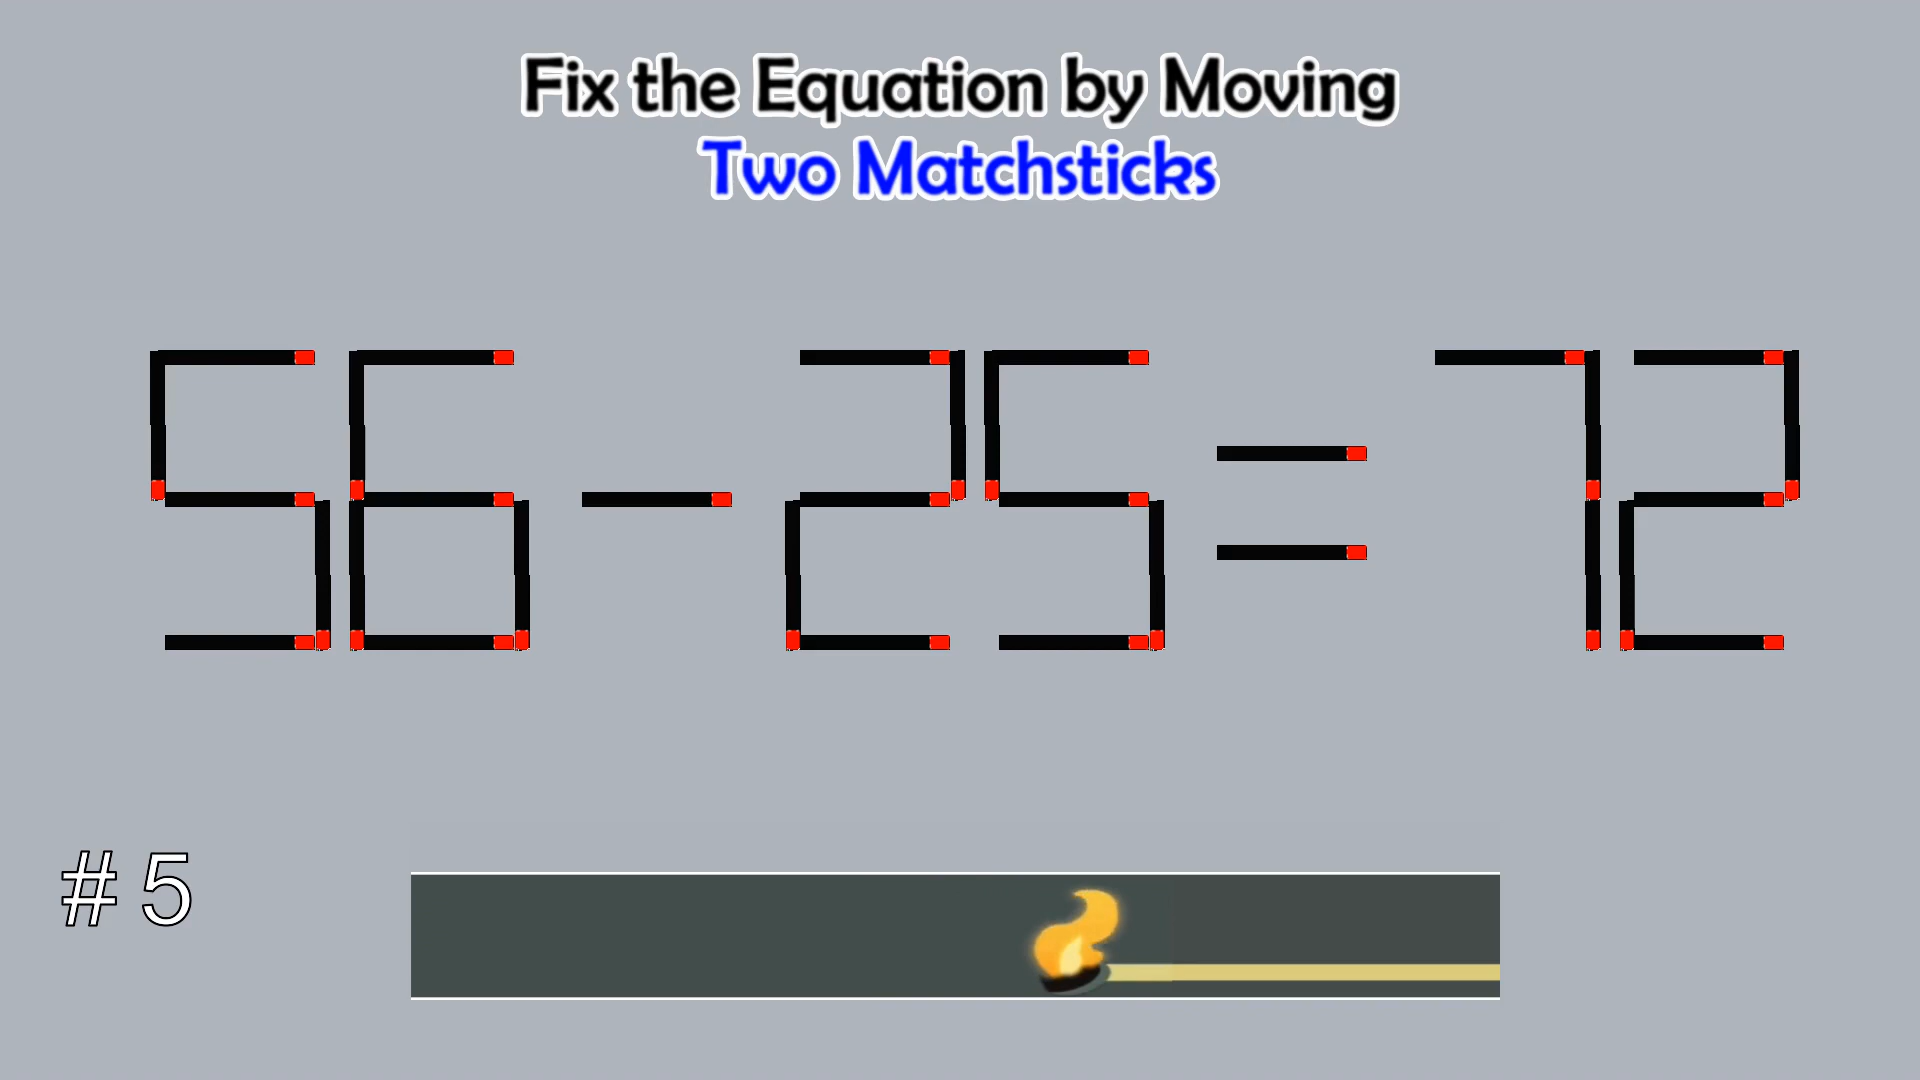 Fix the Equation by Moving
Two Matchsticks
56-25=72
#5